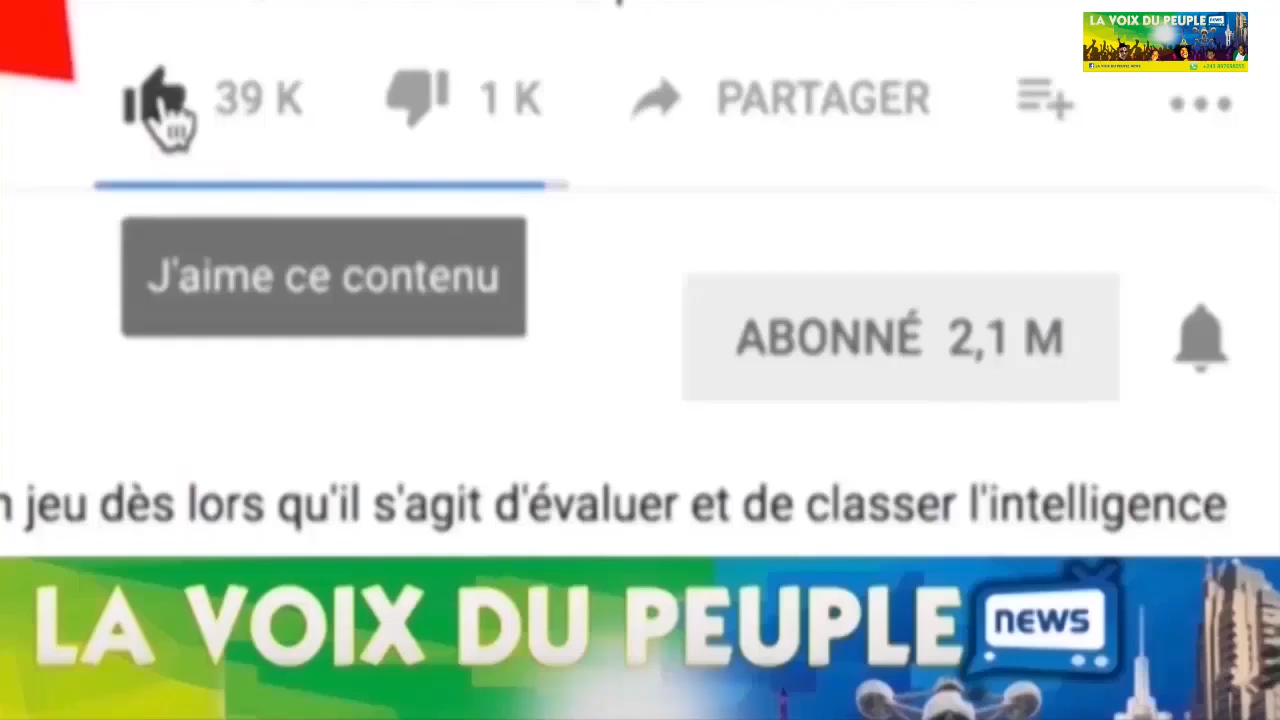 LA VOIX DU PEUPLE NEWS
39 K 1 K PARTAGER
J'aime ce contenu
ABONNÉ 2,1 M
jeu dès lors qu'il s'agit d'évaluer et de classer l'intelligence
LA VOIX DU PEUPLE NEWS